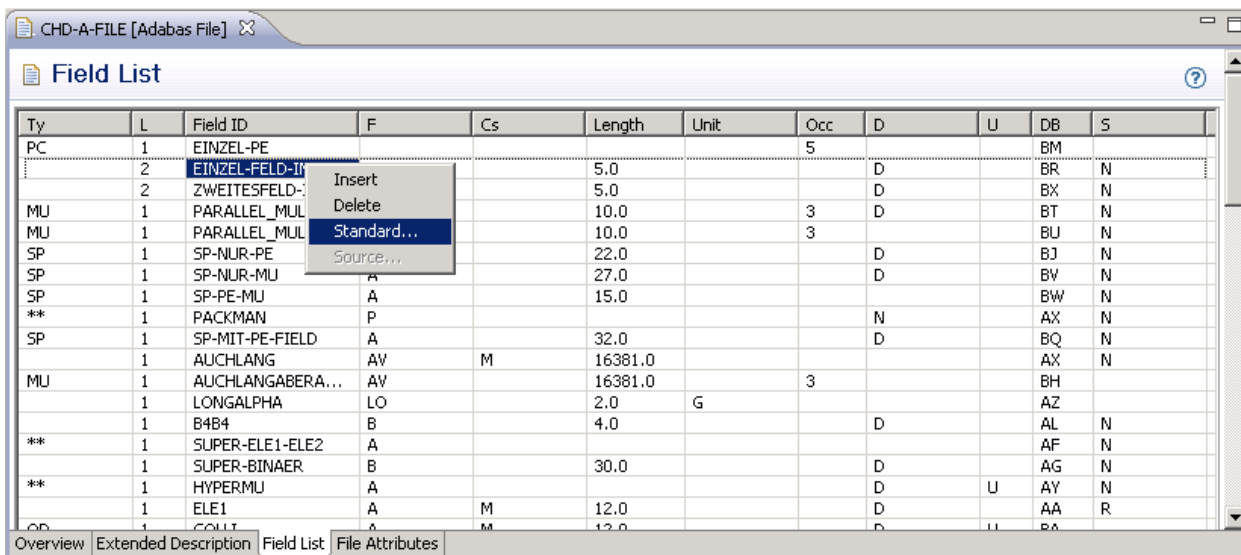 CHD-A-FILE [Adabas File]
Field List
Ty L Field ID F Cs Length Unit Occ D U DB S
PC 1 EINZEL-PE 5 BM
2 EINZEL-FELD-I 5.0 D BR N
2 ZWEITESFELD- 5.0 D BX N
MU 1 PARALLEL_MUL 10.0 3 D BT N
MU 1 PARALLEL_MUL 10.0 3 BU N
SP 1 SP-NUR-PE 22.0 D BJ N
SP 1 SP-NUR-MU A 27.0 D BV N
SP 1 SP-PE-MU A 15.0 BW N
** 1 PACKMAN P N AX N
SP 1 SP-MIT-PE-FIELD A 32.0 D BQ N
1 AUCHLANG AV M 16381.0 AX N
MU 1 AUCHLANGABERA... AV 16381.0 3 BH
1 LONGALPHA LO 2.0 G AZ
1 B4B4 B 4.0 D AL N
** 1 SUPER-ELE1-ELE2 A AF N
1 SUPER-BINAER B 30.0 D AG N
** 1 HYPERMU A D U AY N
1 ELE1 A M 12.0 D AA R
1 A M 12.0 D U
Insert
Delete
Standard...
Source...
Overview Extended Description Field List File Attributes